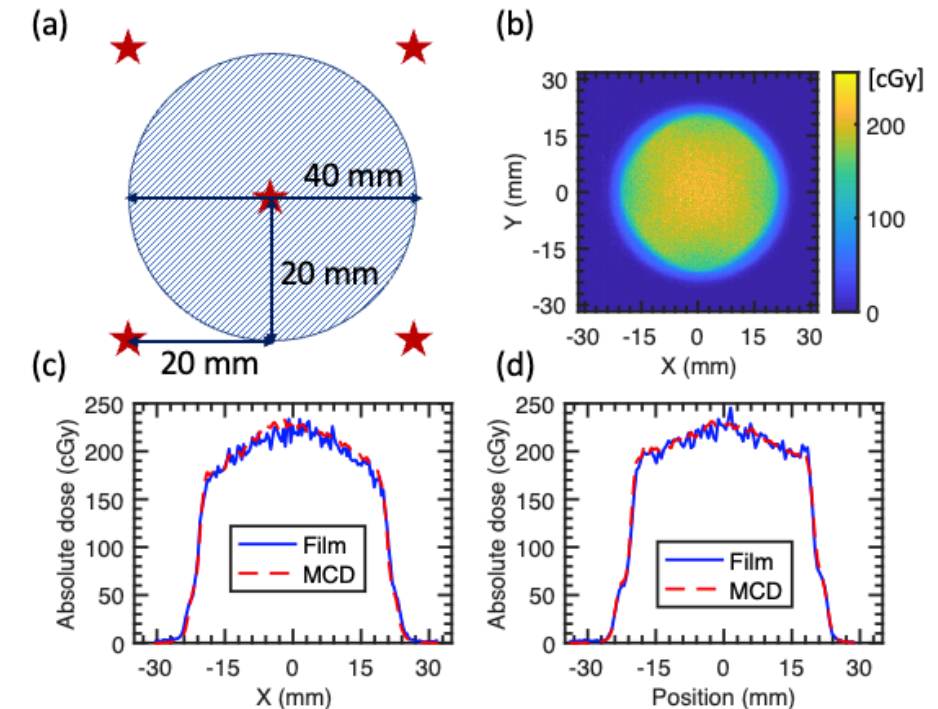 (a)
40 mm
20 mm
20 mm
(b)
[cGy]
30
15
0
-15
-30
Y (mm)
-30 -15 0 15 30
X (mm)
200
100
0
(c)
250
200
150
100
50
0
Absolute dose (cGy)
Film
MCD
-30 -15 0 15 30
X (mm)
(d)
250
200
150
100
50
0
Absolute dose (cGy)
Film
MCD
-30 -15 0 15 30
Position (mm)